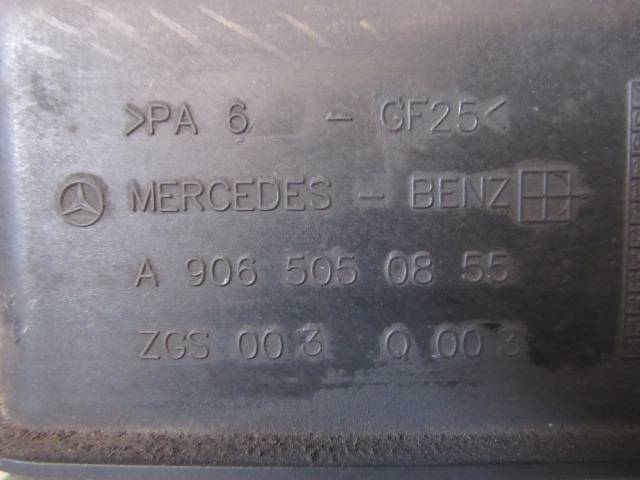 >PA 6 - GF25<
MERCEDES - BENZ
A 906 505 08 55
ZGS 003 Q 003